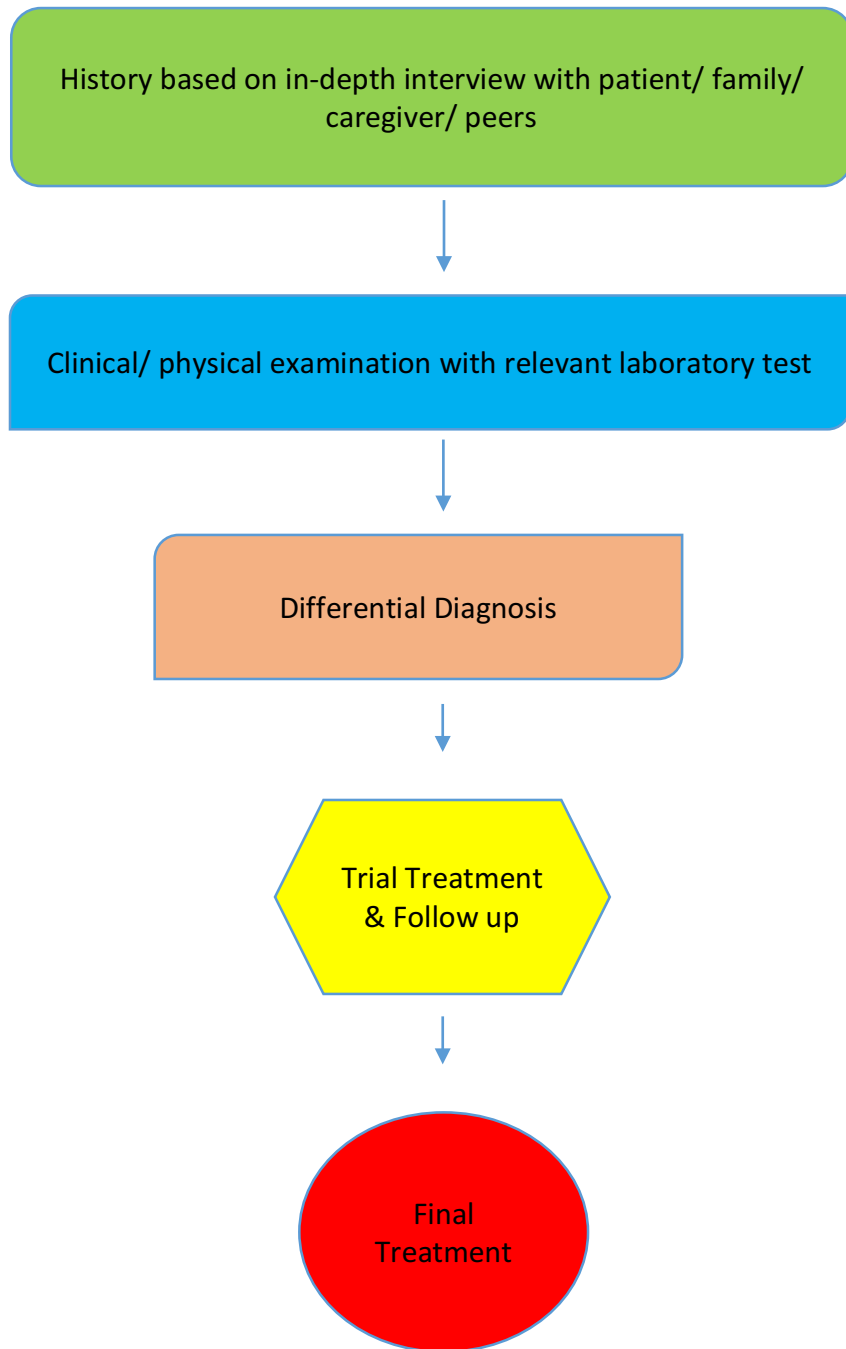 History based on in-depth interview with patient/ family/
caregiver/ peers
Clinical/ physical examination with relevant laboratory test
Differential Diagnosis
Trial Treatment
& Follow up
Final
Treatment